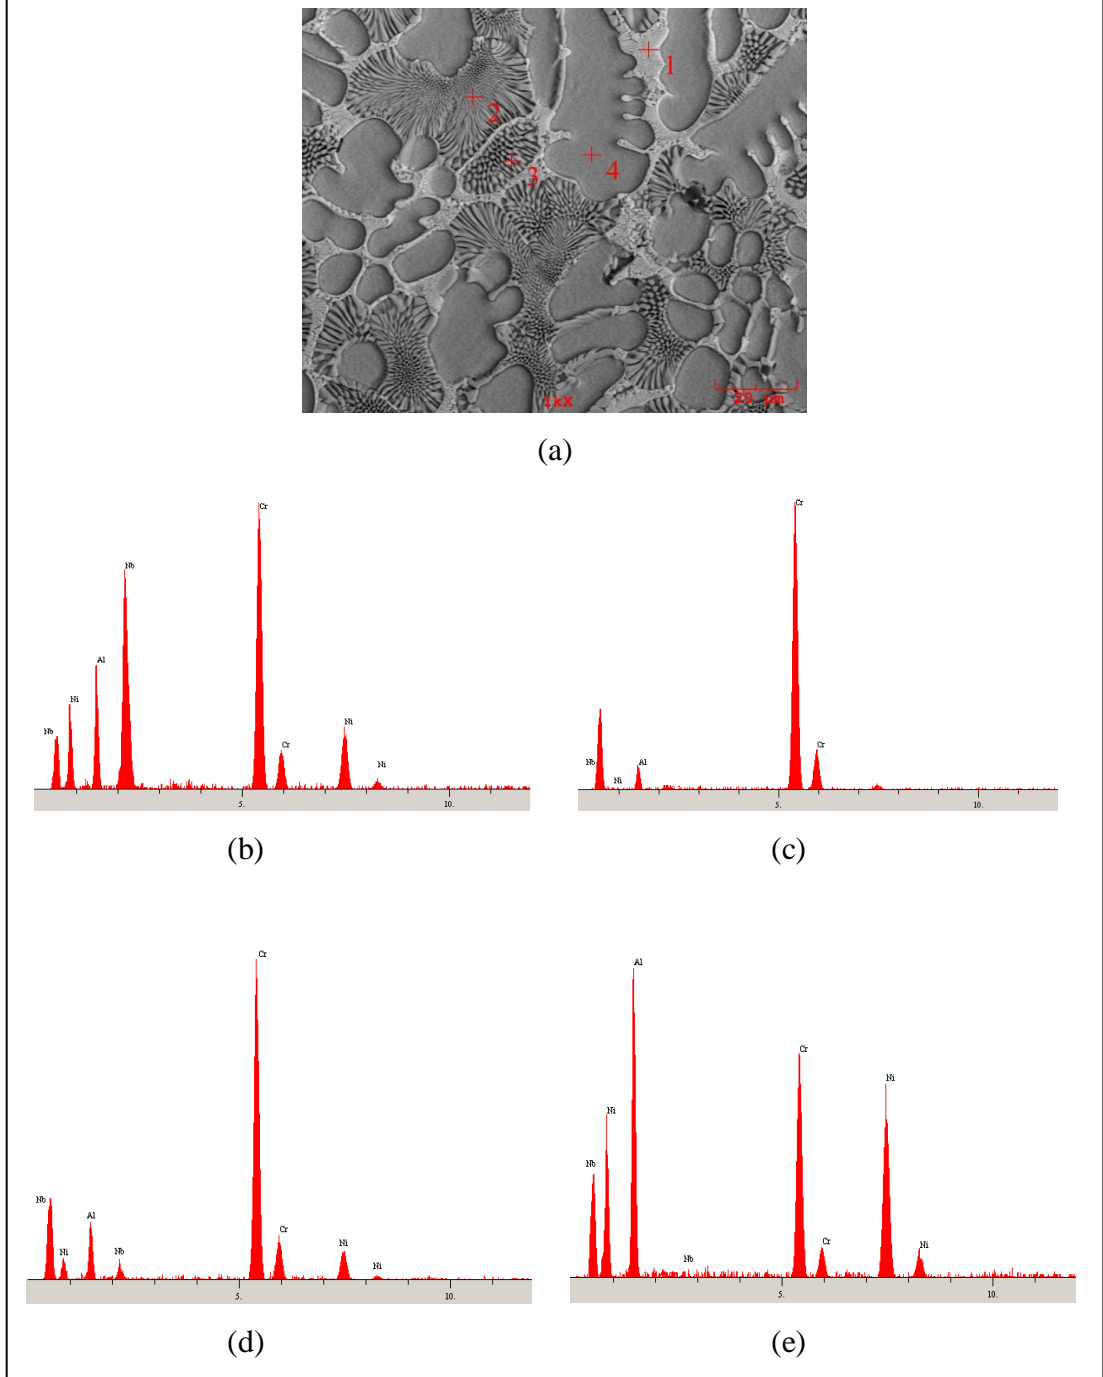 1
2
3
4
1kX
20 μm
(a)
Cr
Nb
Al
Ni
Nb
Cr
Ni
Ni
5.
10.
(b)
Cr
Nb
Ni
Al
Cr
5.
10.
(c)
Cr
Nb
Al
Ni
Nb
Cr
Ni
Ni
5.
10.
(d)
Al
Cr
Ni
Ni
Nb
Nb
Cr
Ni
5.
10.
(e)